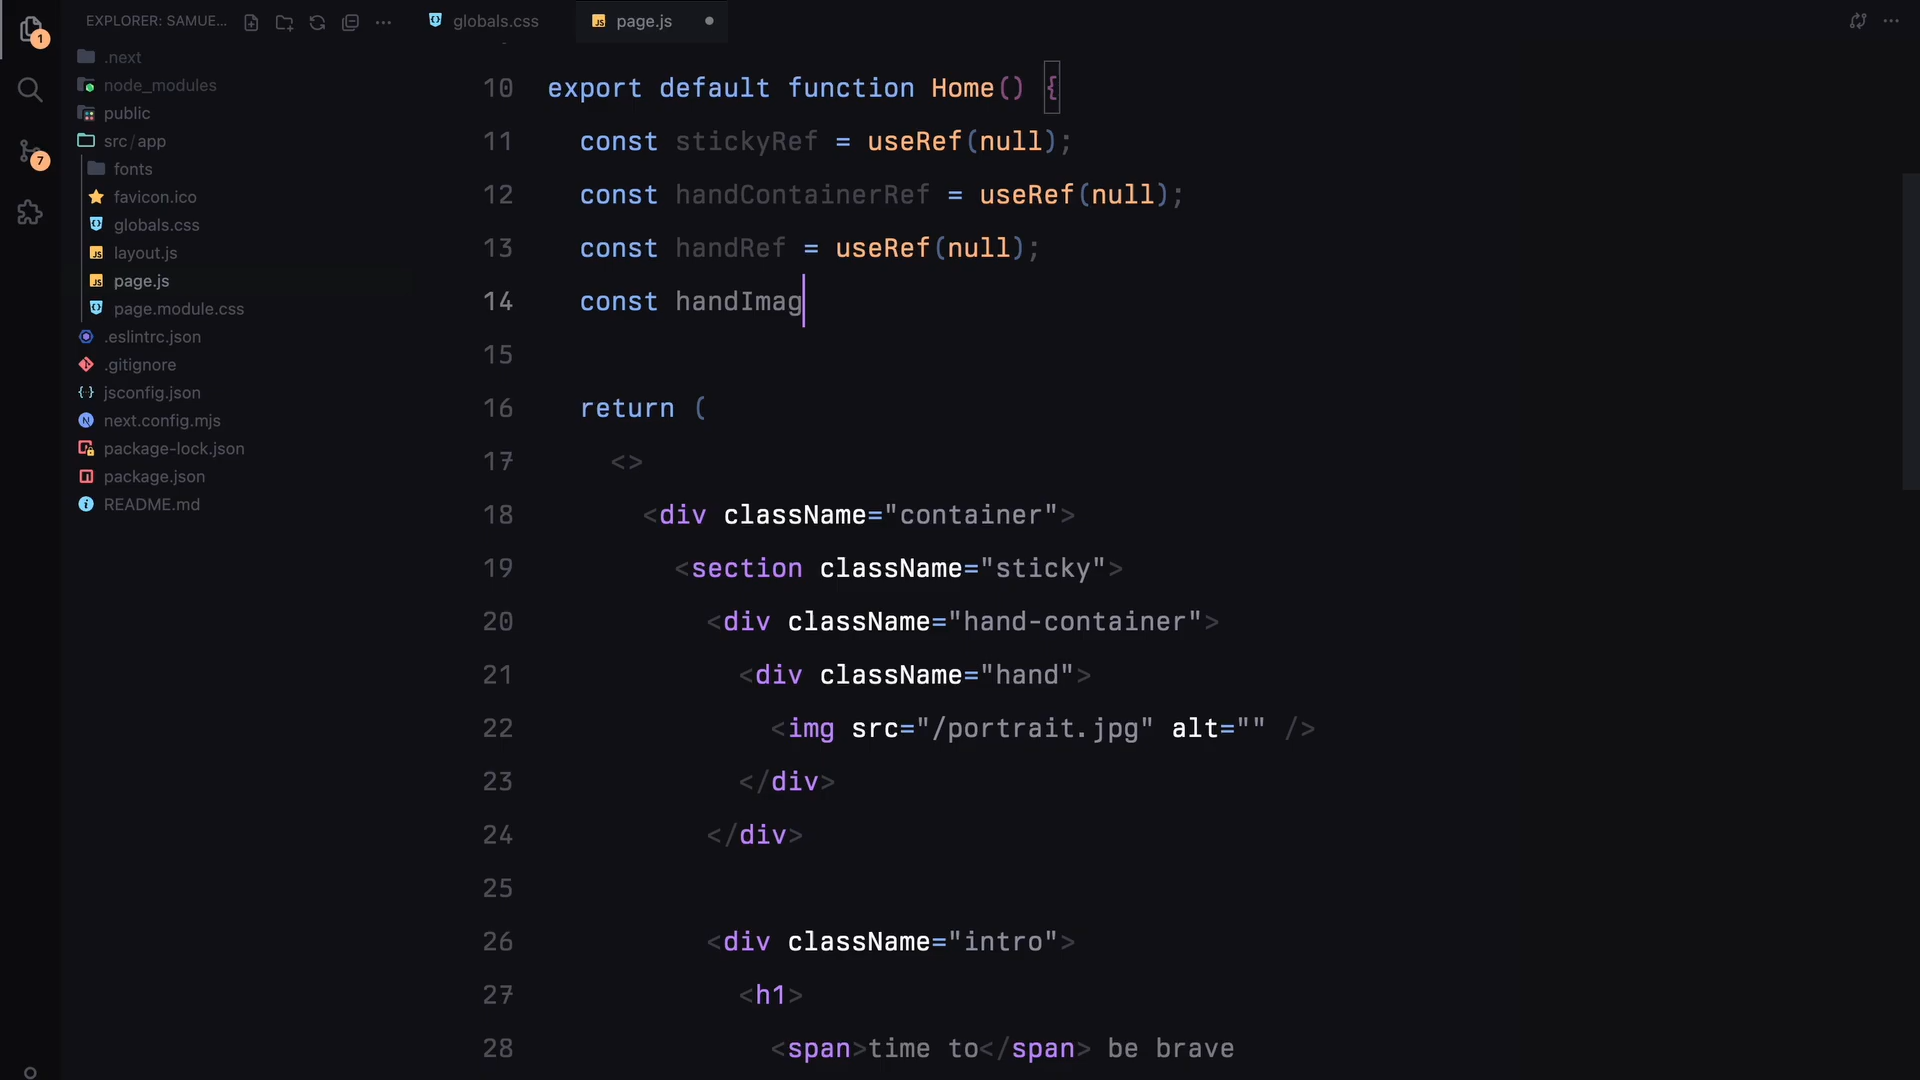 EXPLORER: SAMUE...
.next
node_modules
public
src/app
fonts
favicon.ico
globals.css
layout.js
page.js
page.module.css
.eslintrc.json
.gitignore
jsconfig.json
next.config.mjs
package-lock.json
package.json
README.md
1
7
globals.css
page.js
10 export default function Home() {
11 const stickyRef = useRef(null);
12 const handContainerRef = useRef(null);
13 const handRef = useRef(null);
14 const handImag
15
16 return (
17 <>
18 <div className="container">
19 <section className="sticky">
20 <div className="hand-container">
21 <div className="hand">
22 <img src="/portrait.jpg" alt="" />
23 </div>
24 </div>
25
26 <div className="intro">
27 <h1>
28 <span>time to</span> be brave